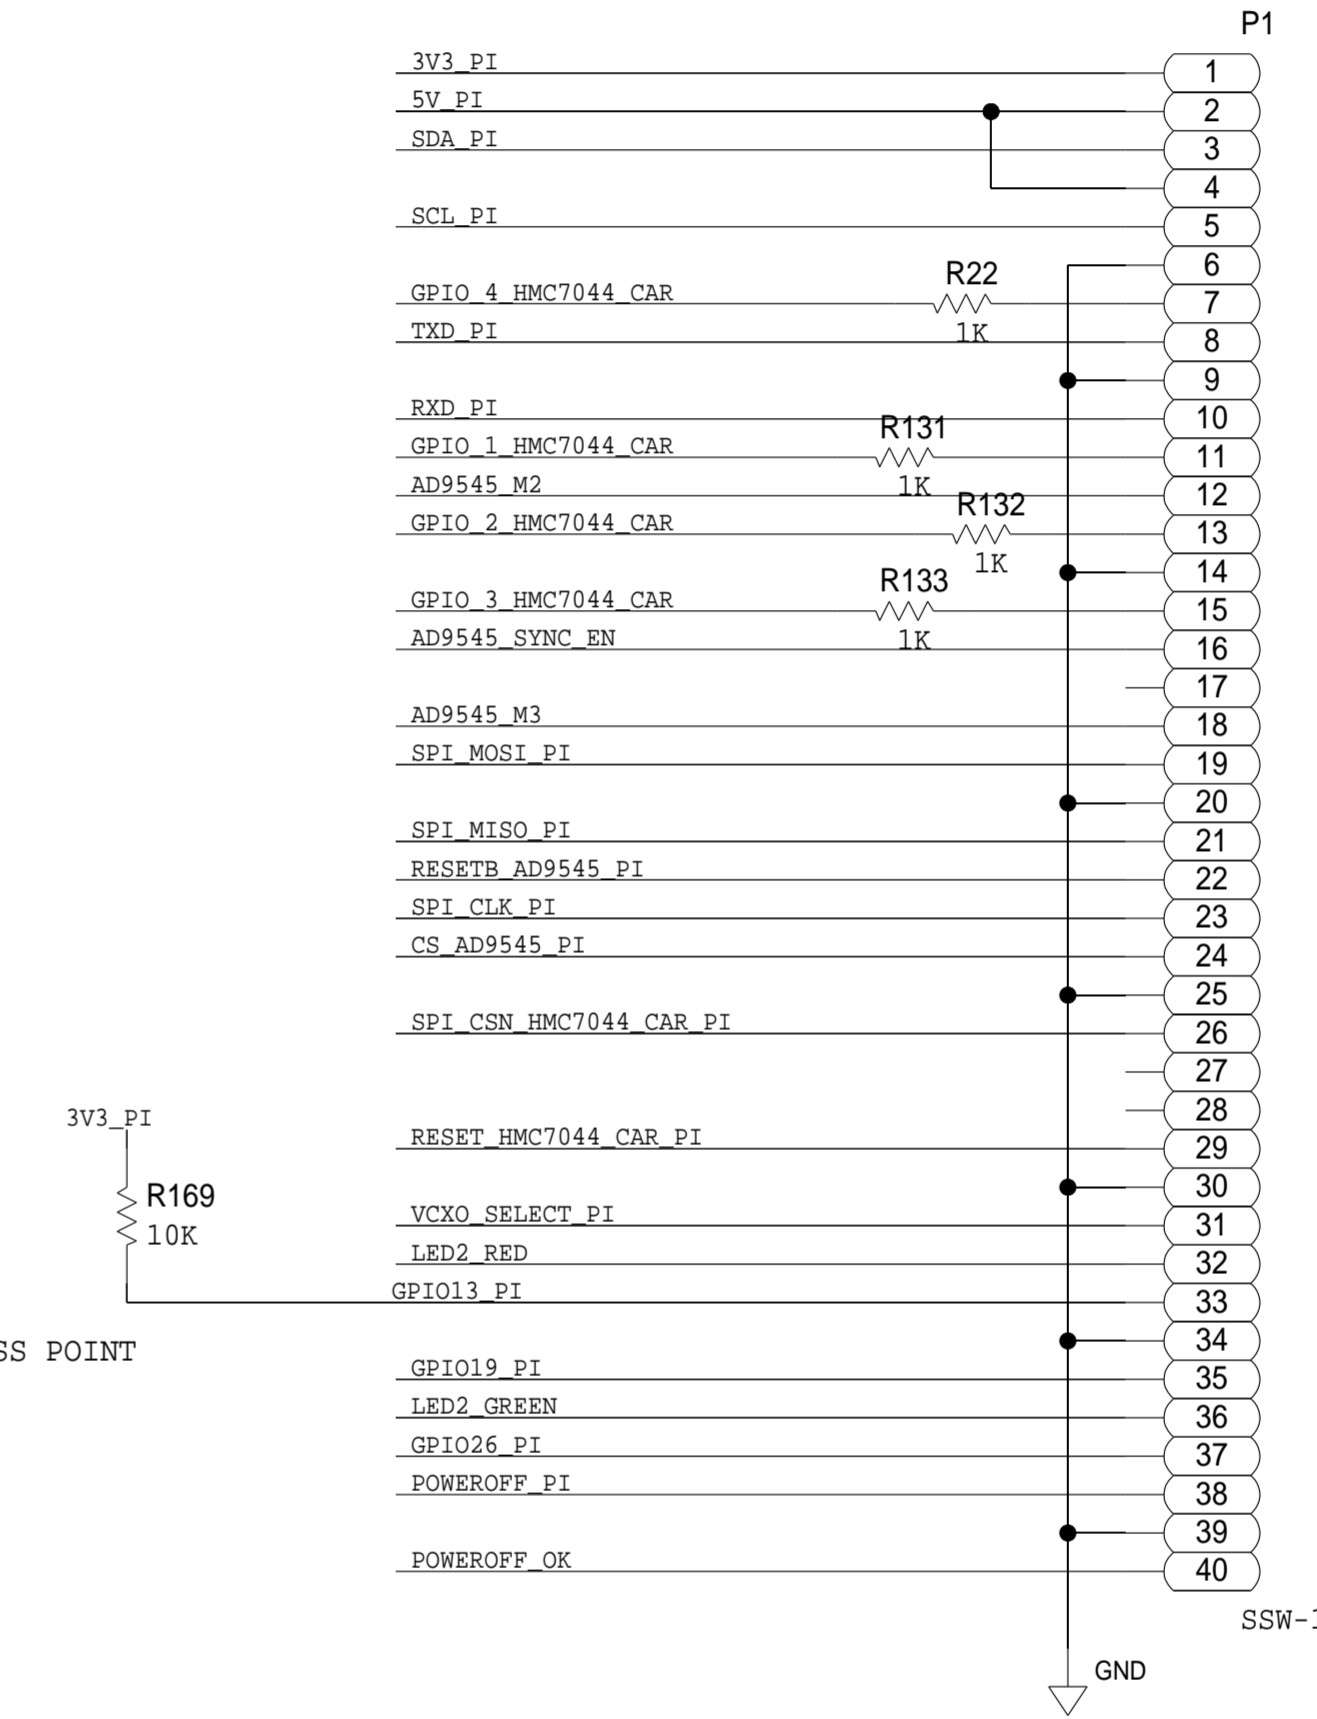 P1
3V3_PI 1
5V_PI 2
SDA_PI 3
4
SCL_PI 5
6
R22
GPIO_4_HMC7044_CAR 7
1K
TXD_PI 8
9
RXD_PI 10
R131
GPIO_1_HMC7044_CAR 11
1K
AD9545_M2 12
R132
GPIO_2_HMC7044_CAR 13
1K
14
R133
GPIO_3_HMC7044_CAR 15
1K
AD9545_SYNC_EN 16
17
AD9545_M3 18
SPI_MOSI_PI 19
20
SPI_MISO_PI 21
RESETB_AD9545_PI 22
SPI_CLK_PI 23
CS_AD9545_PI 24
25
SPI_CSN_HMC7044_CAR_PI 26
27
28
3V3_PI
RESET_HMC7044_CAR_PI 29
30
R169
10K
VCXO_SELECT_PI 31
LED2_RED 32
GPIO13_PI 33
34
SS POINT
GPIO19_PI 35
LED2_GREEN 36
GPIO26_PI 37
POWEROFF_PI 38
39
POWEROFF_OK 40
SSW-1
GND